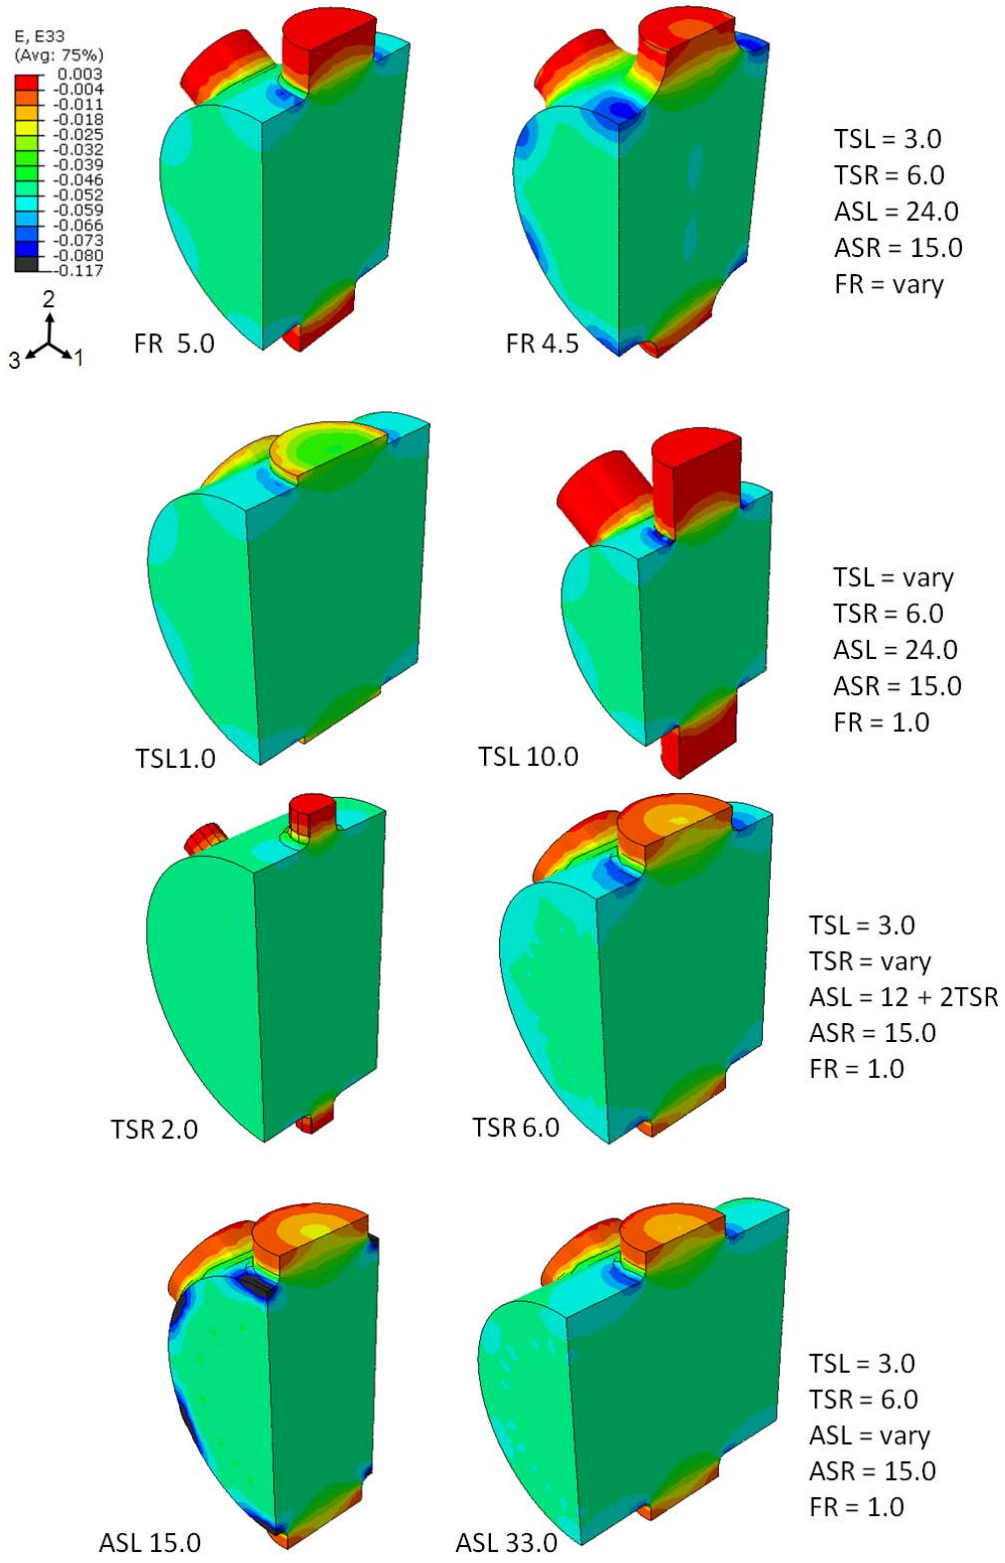 E, E33
(Avg: 75%)
0.003
-0.004
-0.011
-0.018
-0.025
-0.032
-0.039
-0.046
-0.052
-0.059
-0.066
-0.073
-0.080
-0.117
2
3
1
FR 5.0
FR 4.5
TSL = 3.0
TSR = 6.0
ASL = 24.0
ASR = 15.0
FR = vary
TSL1.0
TSL 10.0
TSL = vary
TSR = 6.0
ASL = 24.0
ASR = 15.0
FR = 1.0
TSR 2.0
TSR 6.0
TSL = 3.0
TSR = vary
ASL = 12 + 2TSR
ASR = 15.0
FR = 1.0
ASL 15.0
ASL 33.0
TSL = 3.0
TSR = 6.0
ASL = vary
ASR = 15.0
FR = 1.0